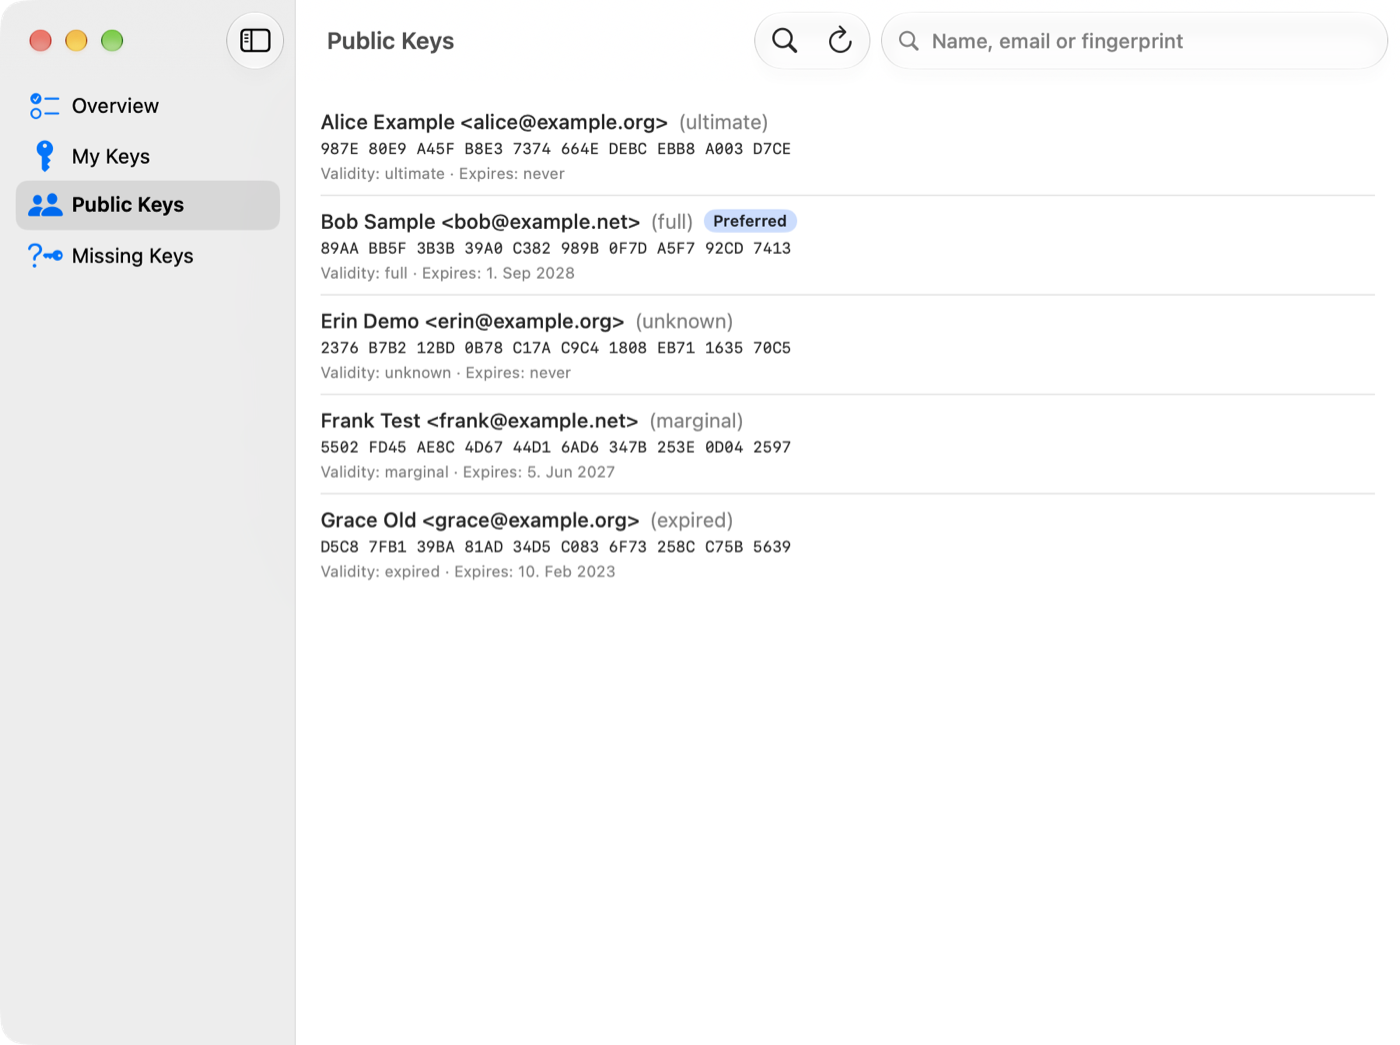 Public Keys
Name, email or fingerprint
Overview
My Keys
Public Keys
Missing Keys
Alice Example <alice@example.org> (ultimate)
987E 80E9 A45F B8E3 7374 664E DEBC EBB8 A003 D7CE
Validity: ultimate · Expires: never
Bob Sample <bob@example.net> (full) Preferred
89AA BB5F 3B3B 39A0 C382 989B 0F7D A5F7 92CD 7413
Validity: full · Expires: 1. Sep 2028
Erin Demo <erin@example.org> (unknown)
2376 B7B2 12BD 0B78 C17A C9C4 1808 EB71 1635 70C5
Validity: unknown · Expires: never
Frank Test <frank@example.net> (marginal)
5502 FD45 AE8C 4D67 44D1 6AD6 347B 253E 0D04 2597
Validity: marginal · Expires: 5. Jun 2027
Grace Old <grace@example.org> (expired)
D5C8 7FB1 39BA 81AD 34D5 C083 6F73 258C C75B 5639
Validity: expired · Expires: 10. Feb 2023